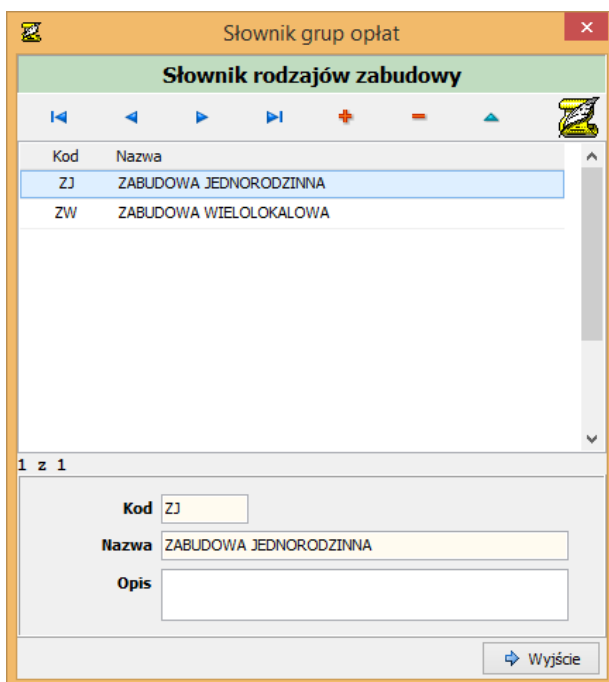 Słownik grup opłat
Słownik rodzajów zabudowy
Kod Nazwa
ZJ ZABUDOWA JEDNORODZINNA
ZW ZABUDOWA WIELOLOKALOWA
1 z 1
Kod ZJ
Nazwa ZABUDOWA JEDNORODZINNA
Opis
Wyjście